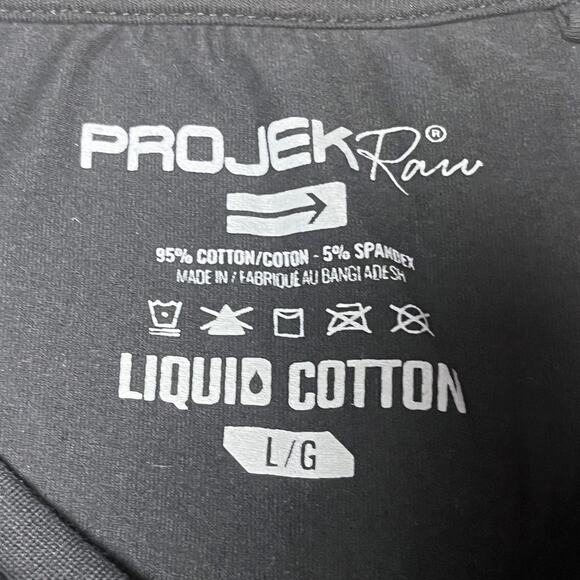 PROJEK Raw®
95% COTTON/COTON - 5% SPANDEX
MADE IN / FABRIQUÉ AU BANGLADESH
LIQUID COTTON
L/G